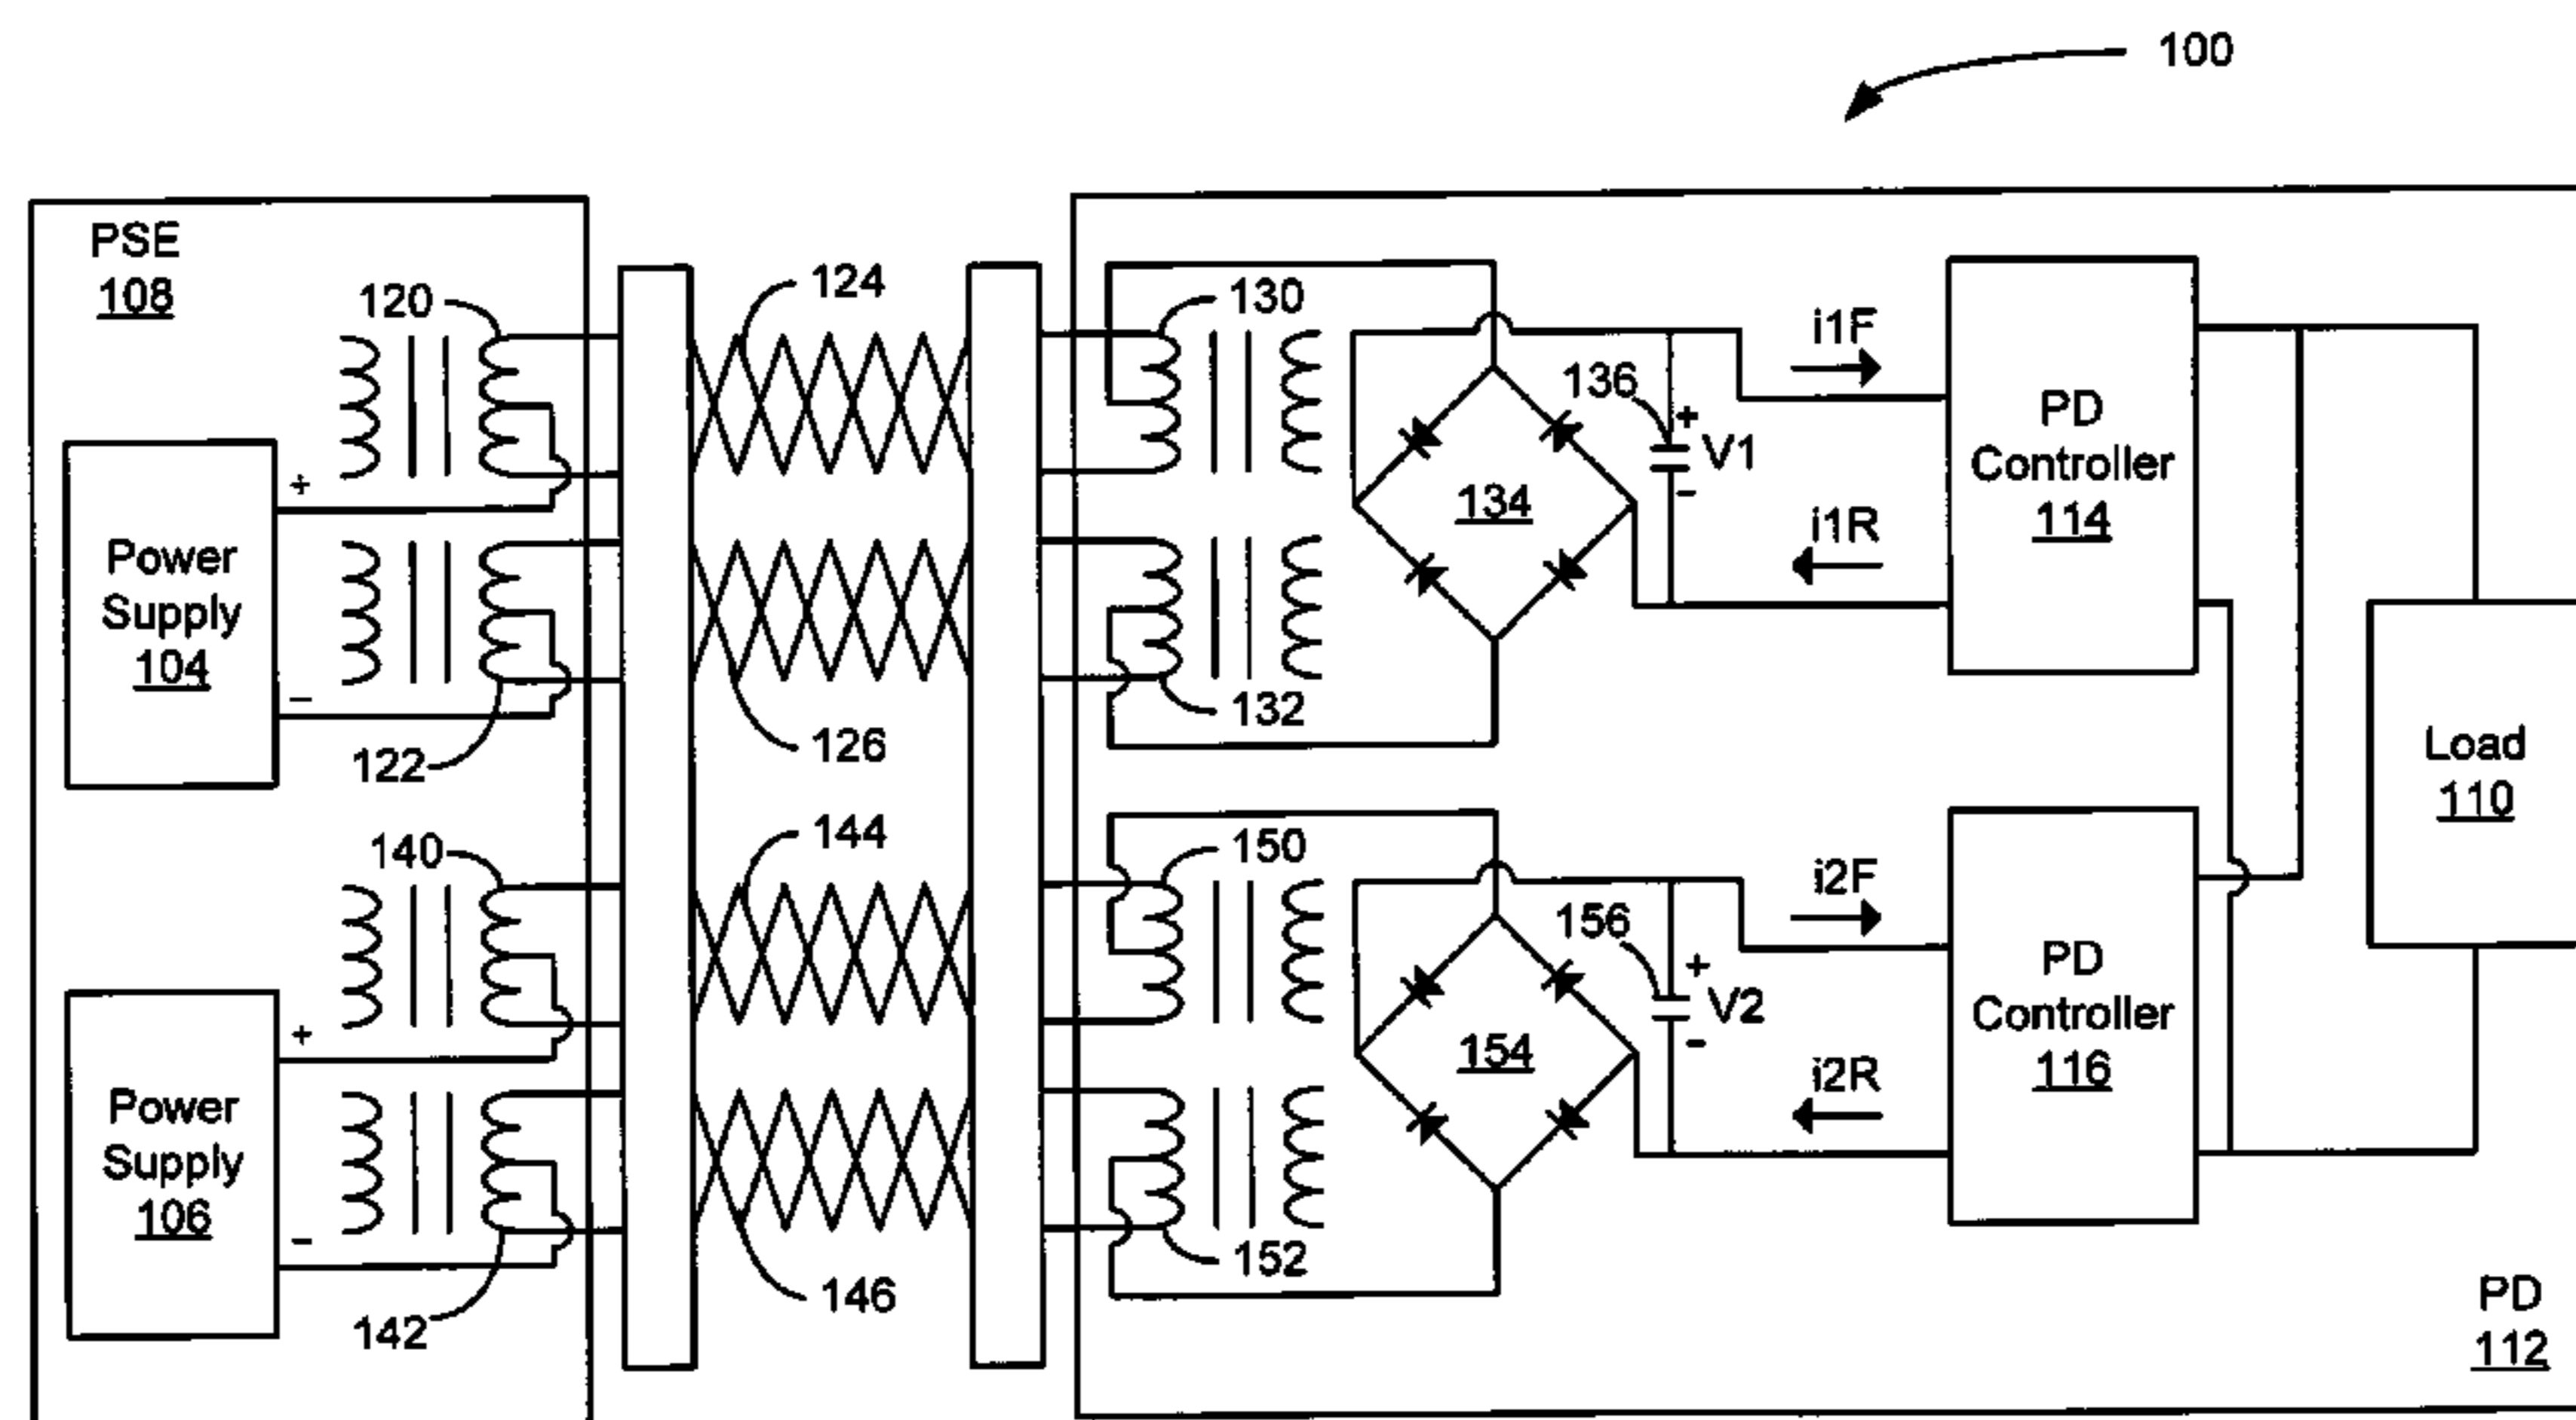 100
PSE
108
120
124
130
i1F
136
+
V1
-
PD
Controller
114
134
i1R
+
Power
Supply
104
-
122
126
132
Load
110
140
144
150
i2F
156
+
V2
-
PD
Controller
116
154
i2R
+
Power
Supply
106
-
142
146
152
PD
112